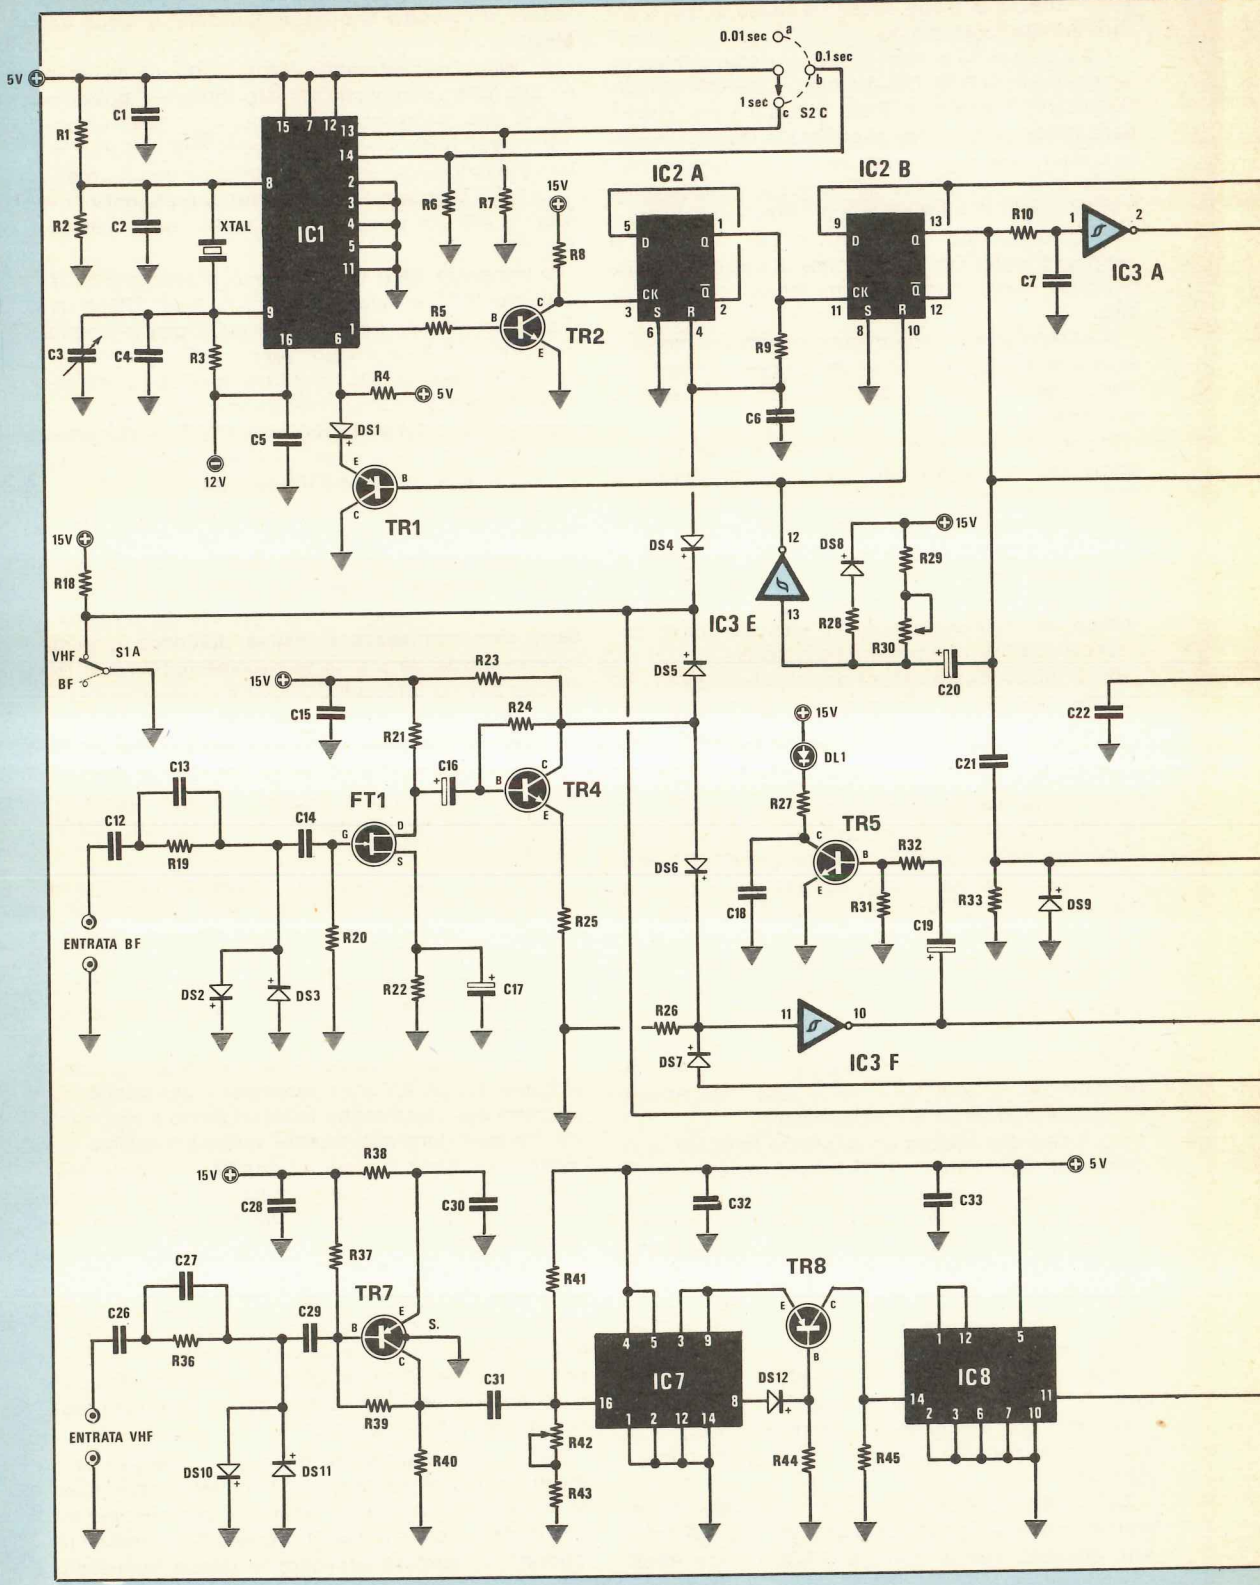 0.01 sec a
0.1 sec
b
5V
1 sec
c S2 C
C1
R1
15 7 12 13
14
8
2
3
4
5
11
9
1
16 6
IC1
R2
C2
XTAL
R6
R7
15V
R8
IC2 A
5 D Q 1
CK Q 2
3 S R
6 4
IC2 B
9 D Q 13
CK Q
11 S R 12
8 10
R10
1 2
IC3 A
C7
C3
C4
R3
R5
B C E
TR2
R9
C6
R4
5V
C5
DS1
12V
E B C
TR1
15V
R18
VHF
S1A
BF
DS4
12
IC3 E
13
DS8
15V
R29
R28
R30
+
C20
R23
15V
C15
R21
R24
DS5
C22
C13
C16
B C E
TR4
15V
DL1
C21
C12
R19
C14
FT1
G D S
R27
TR5
C B E
R32
DS6
C18
R31
C19
R33
DS9
ENTRATA BF
R20
R25
DS2
DS3
R22
C17
R26
11 10
IC3 F
DS7
R38
15V
5V
C28
C30
C32
C33
R37
R41
TR8
E C B
C27
TR7
E S.
B
C
C26
R36
C29
4 5 3 9
IC7
16 8
1 2 12 14
DS12
1 12 5
IC8
14 11
2 3 6 7 10
C31
R39
ENTRATA VHF
R42
R40
R44
R45
DS10
DS11
R43